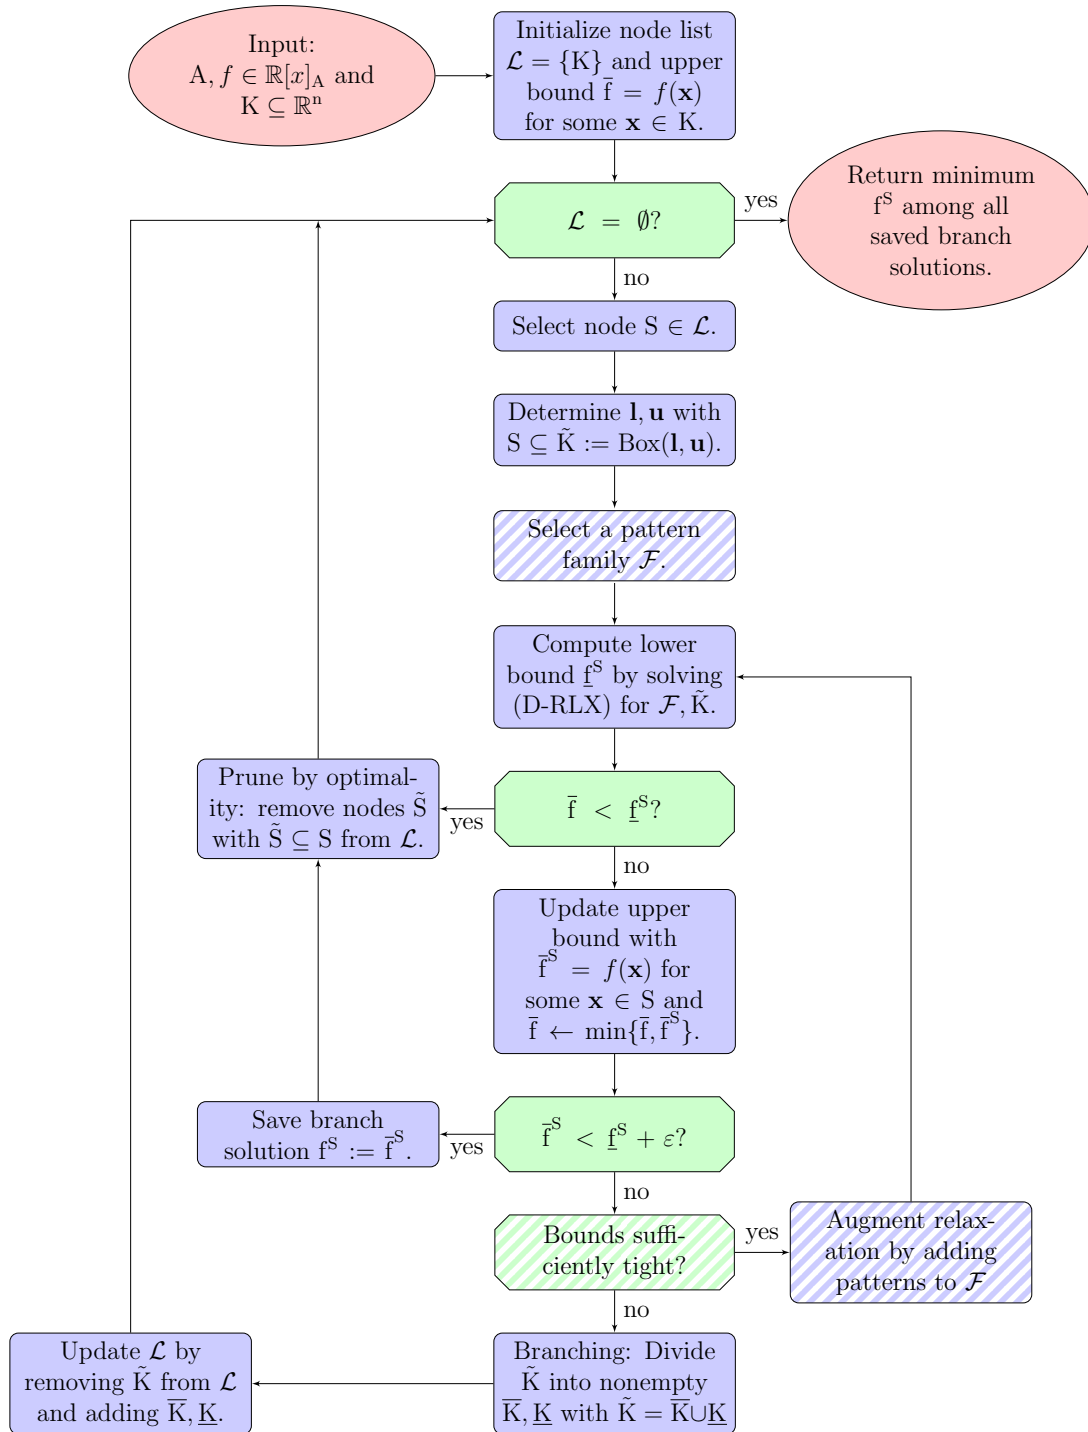 Input:
A, f ∈ ℝ[x]_A and
K ⊆ ℝⁿ
Initialize node list
𝓛 = {K} and upper
bound f̄ = f(𝐱)
for some 𝐱 ∈ K.
𝓛 = ∅?
yes
Return minimum
f^S among all
saved branch
solutions.
no
Select node S ∈ 𝓛.
Determine 𝐥, 𝐮 with
S ⊆ K̃ := Box(𝐥, 𝐮).
Select a pattern
family 𝓕.
Compute lower
bound f̲^S by solving
(D-RLX) for 𝓕, K̃.
Prune by optimal-
ity: remove nodes S̃
with S̃ ⊆ S from 𝓛.
yes
f̄ < f̲^S?
no
Update upper
bound with
f̄^S = f(𝐱) for
some 𝐱 ∈ S and
f̄ ← min{f̄, f̄^S}.
Save branch
solution f^S := f̄^S.
yes
f̄^S < f̲^S + ε?
no
Bounds suffi-
ciently tight?
yes
Augment relax-
ation by adding
patterns to 𝓕
no
Update 𝓛 by
removing K̃ from 𝓛
and adding K̅, K̲.
Branching: Divide
K̃ into nonempty
K̅, K̲ with K̃ = K̅∪K̲